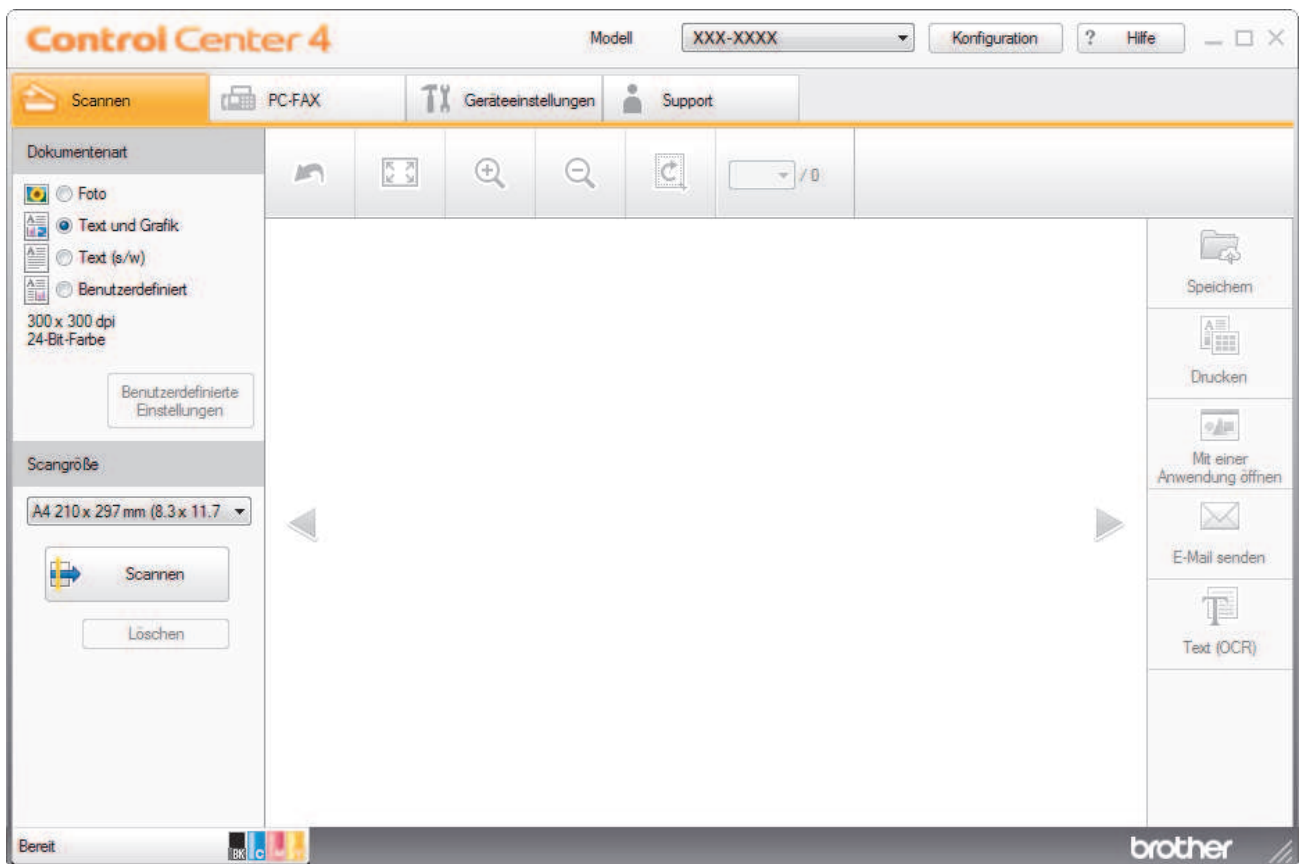 Control Center 4
Modell
XXX-XXXX
Konfiguration
? Hilfe
Scannen
PC-FAX
Geräteeinstellungen
Support
Dokumentenart
Foto
Text und Grafik
Text (s/w)
Benutzerdefiniert
300 x 300 dpi
24-Bit-Farbe
Benutzerdefinierte
Einstellungen
Scangröße
A4 210 x 297 mm (8.3 x 11.7
Scannen
Löschen
/ 0
Speichern
Drucken
Mit einer
Anwendung öffnen
E-Mail senden
Text (OCR)
Bereit
BK
C
brother